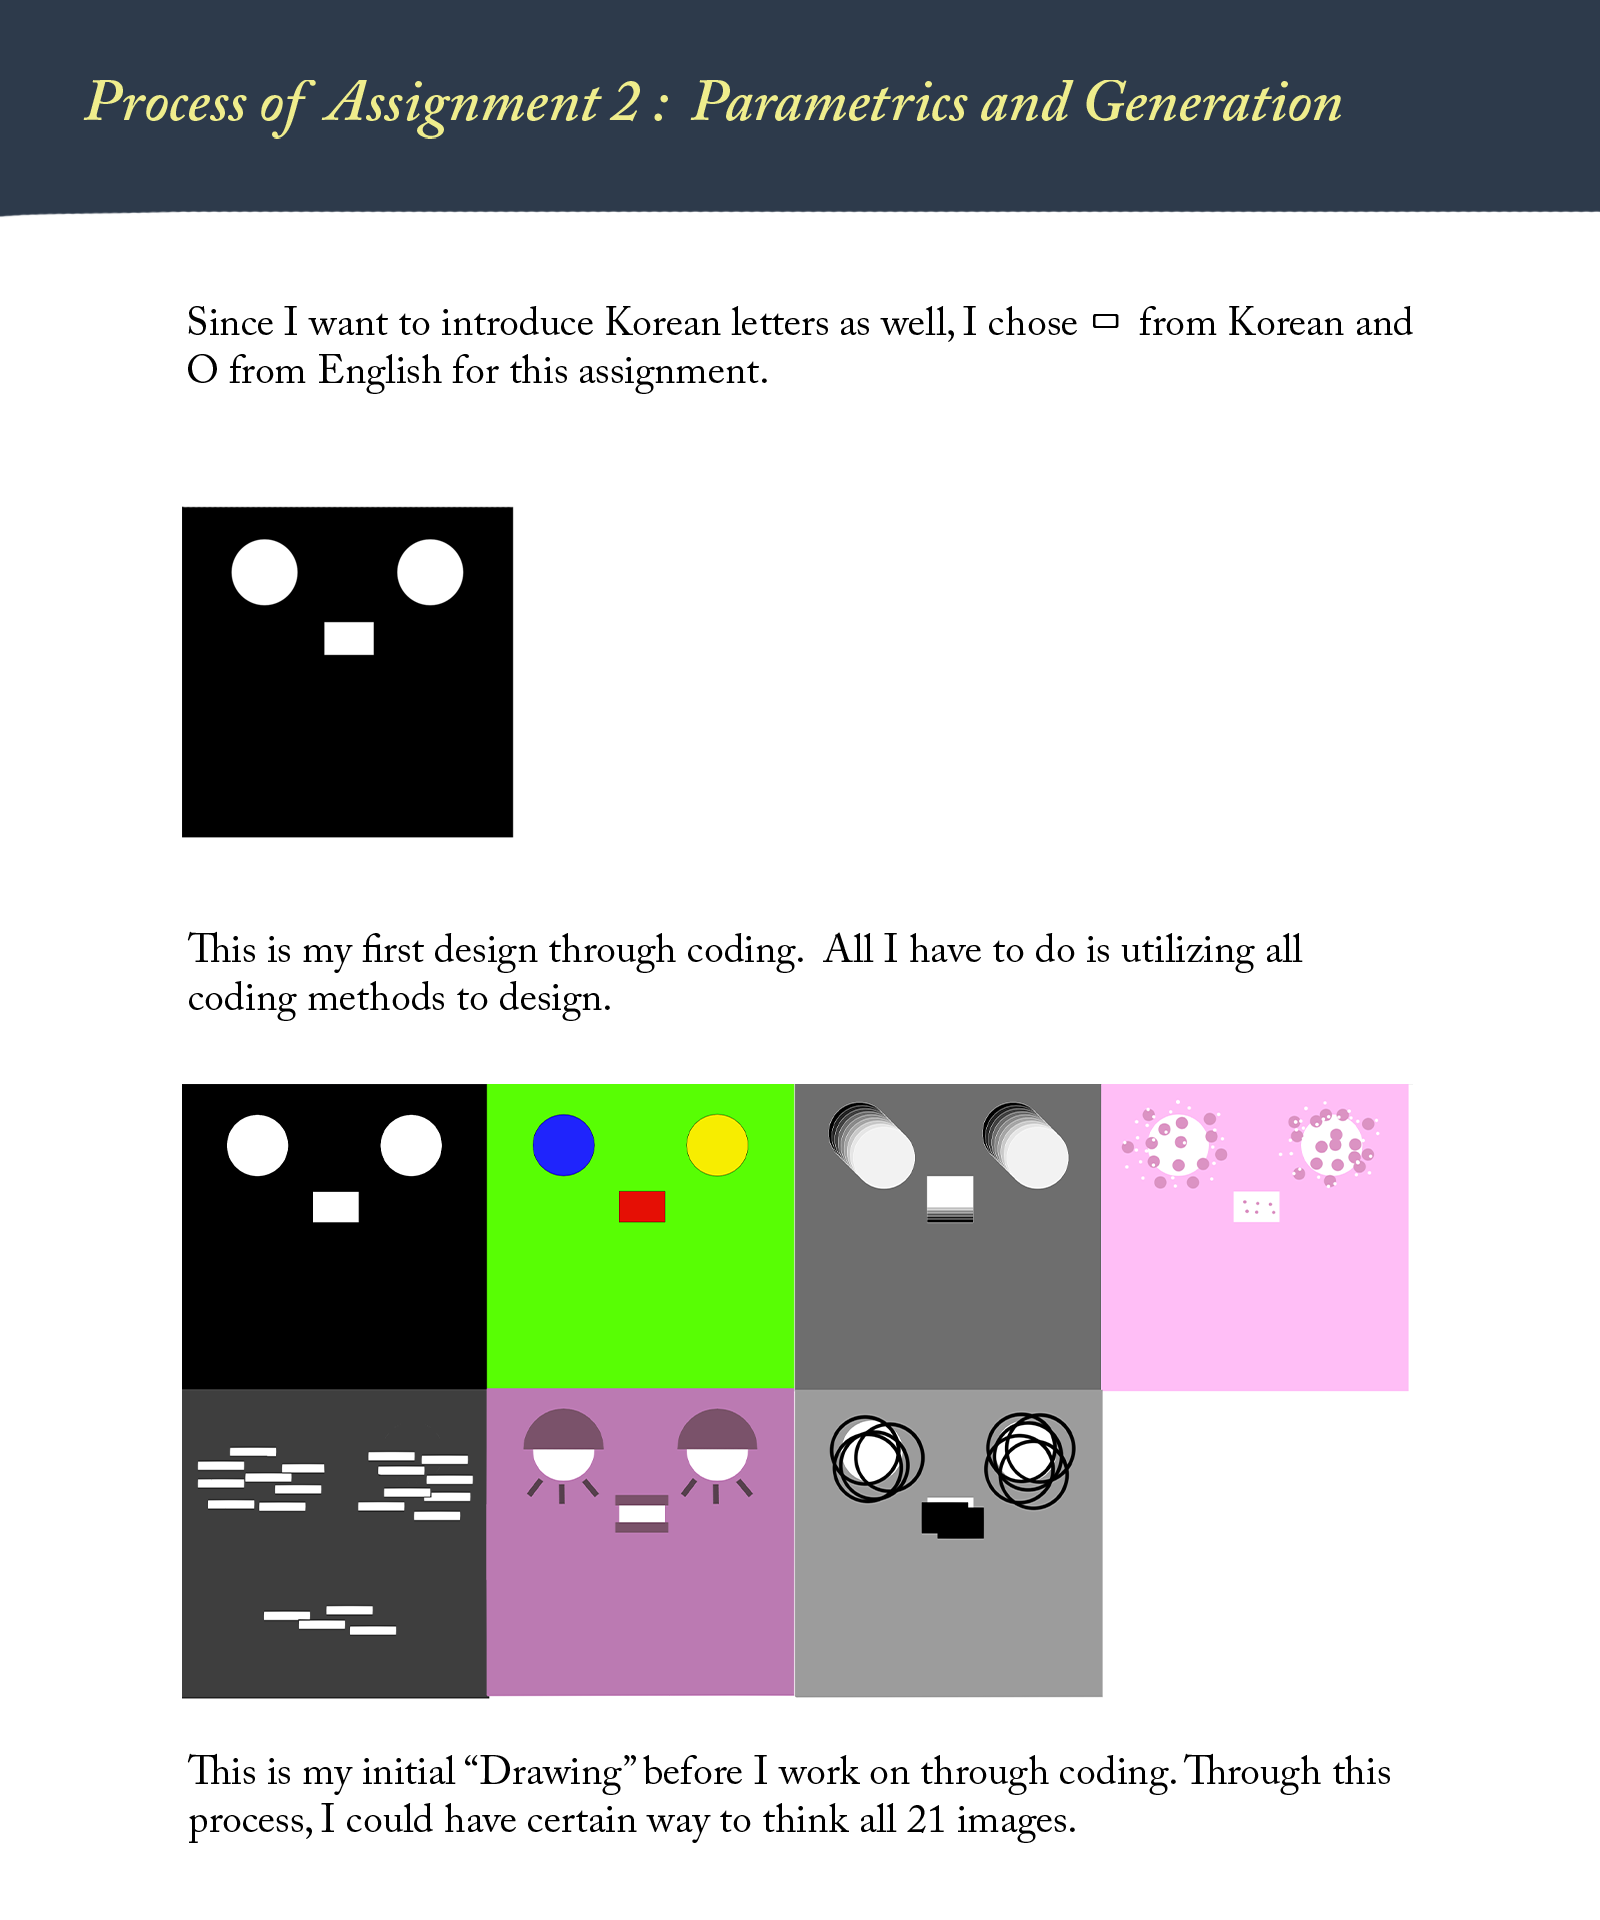 Process of Assignment 2 : Parametrics and Generation
Since I want to introduce Korean letters as well, I chose ㅁ from Korean and
O from English for this assignment.
This is my first design through coding. All I have to do is utilizing all
coding methods to design.
This is my initial “Drawing” before I work on through coding. Through this
process, I could have certain way to think all 21 images.